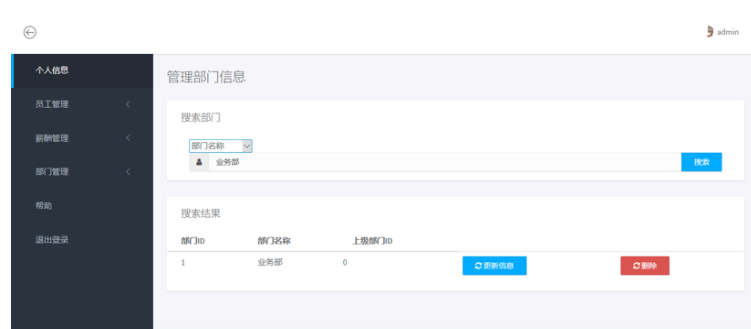 admin
个人信息
员工管理
薪酬管理
部门管理
帮助
退出登录
管理部门信息
搜索部门
部门名称
业务部
搜索
搜索结果
部门ID 部门名称 上级部门ID
1 业务部 0 更新信息 删除